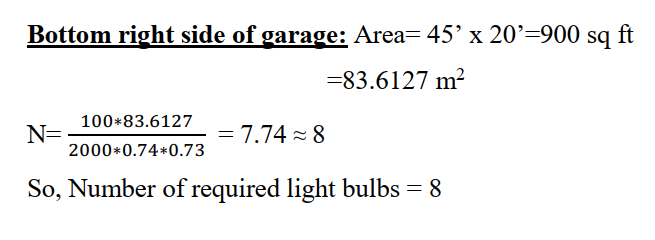 Bottom right side of garage: Area= 45’ x 20’=900 sq ft
=83.6127 m²
N= 100*83.6127 / 2000*0.74*0.73 = 7.74 ≈ 8
So, Number of required light bulbs = 8